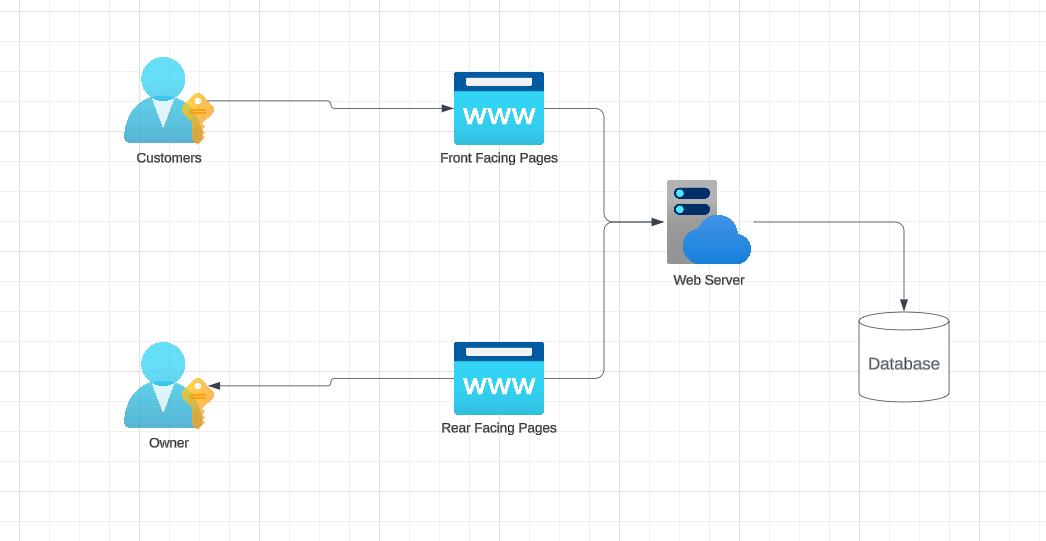 www
Customers
Front Facing Pages
Web Server
Database
www
Owner
Rear Facing Pages